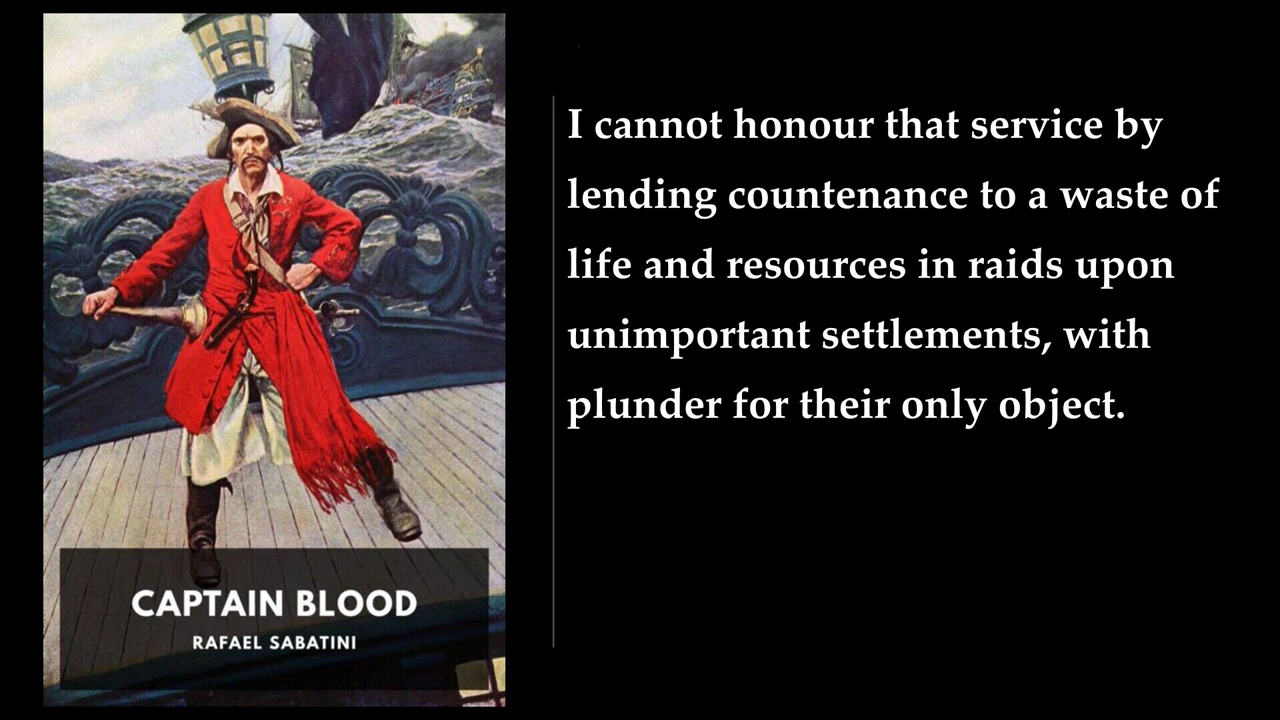 CAPTAIN BLOOD
RAFAEL SABATINI
I cannot honour that service by
lending countenance to a waste of
life and resources in raids upon
unimportant settlements, with
plunder for their only object.